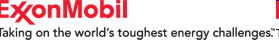 ExxonMobil
Taking on the world's toughest energy challenges.™